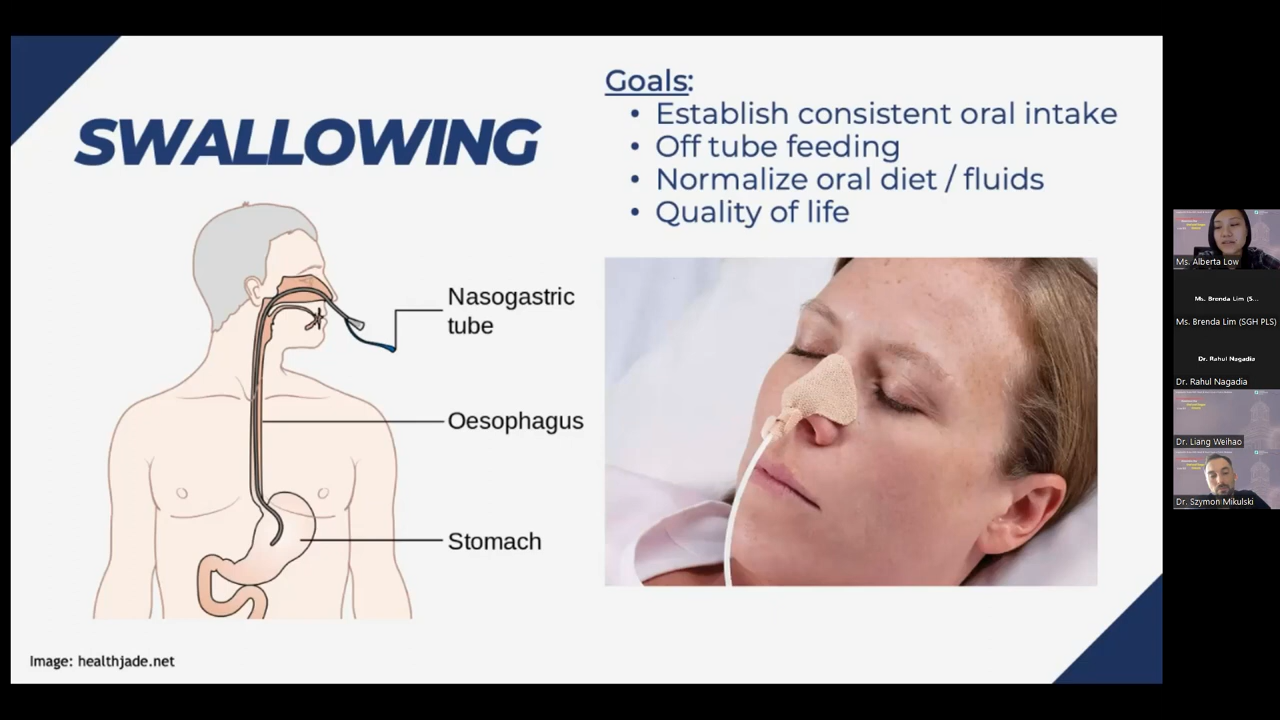 SWALLOWING
Goals:
• Establish consistent oral intake
• Off tube feeding
• Normalize oral diet / fluids
• Quality of life
Nasogastric
tube
Oesophagus
Stomach
Image: healthjade.net
Ms. Alberta Low
Ms. Brenda Lim (S...
Ms. Brenda Lim (SGH PLS)
Dr. Rahul Nagadia
Dr. Rahul Nagadia
Dr. Liang Weihao
Dr. Szymon Mikulski